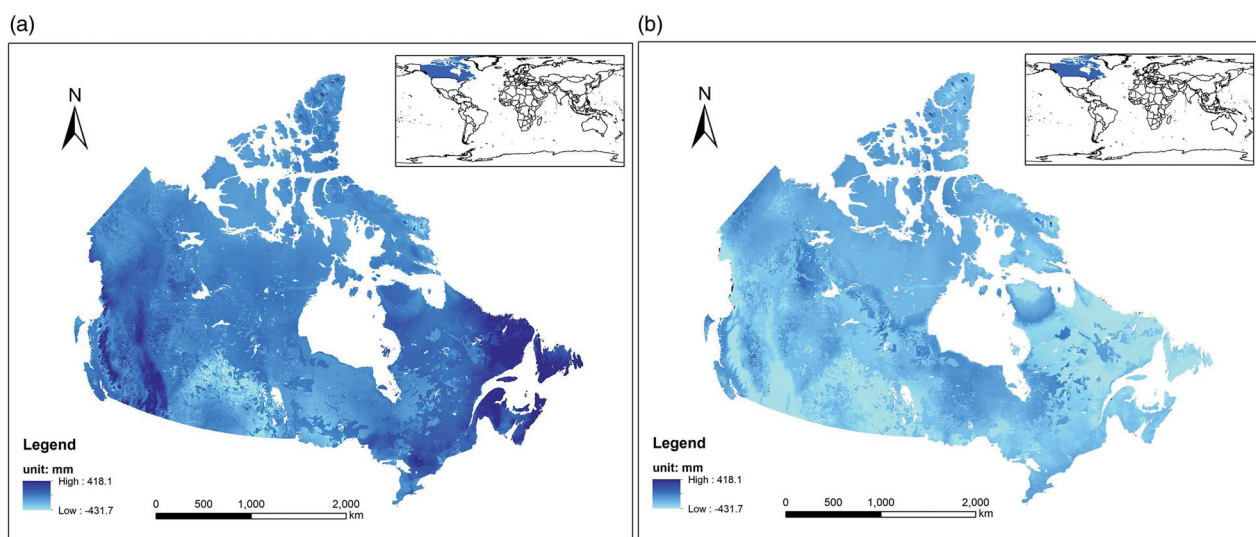 (a)
N
Legend
unit: mm
High : 418.1
Low : -431.7
0 500 1,000 2,000
km
(b)
N
Legend
unit: mm
High : 418.1
Low : -431.7
0 500 1,000 2,000
km